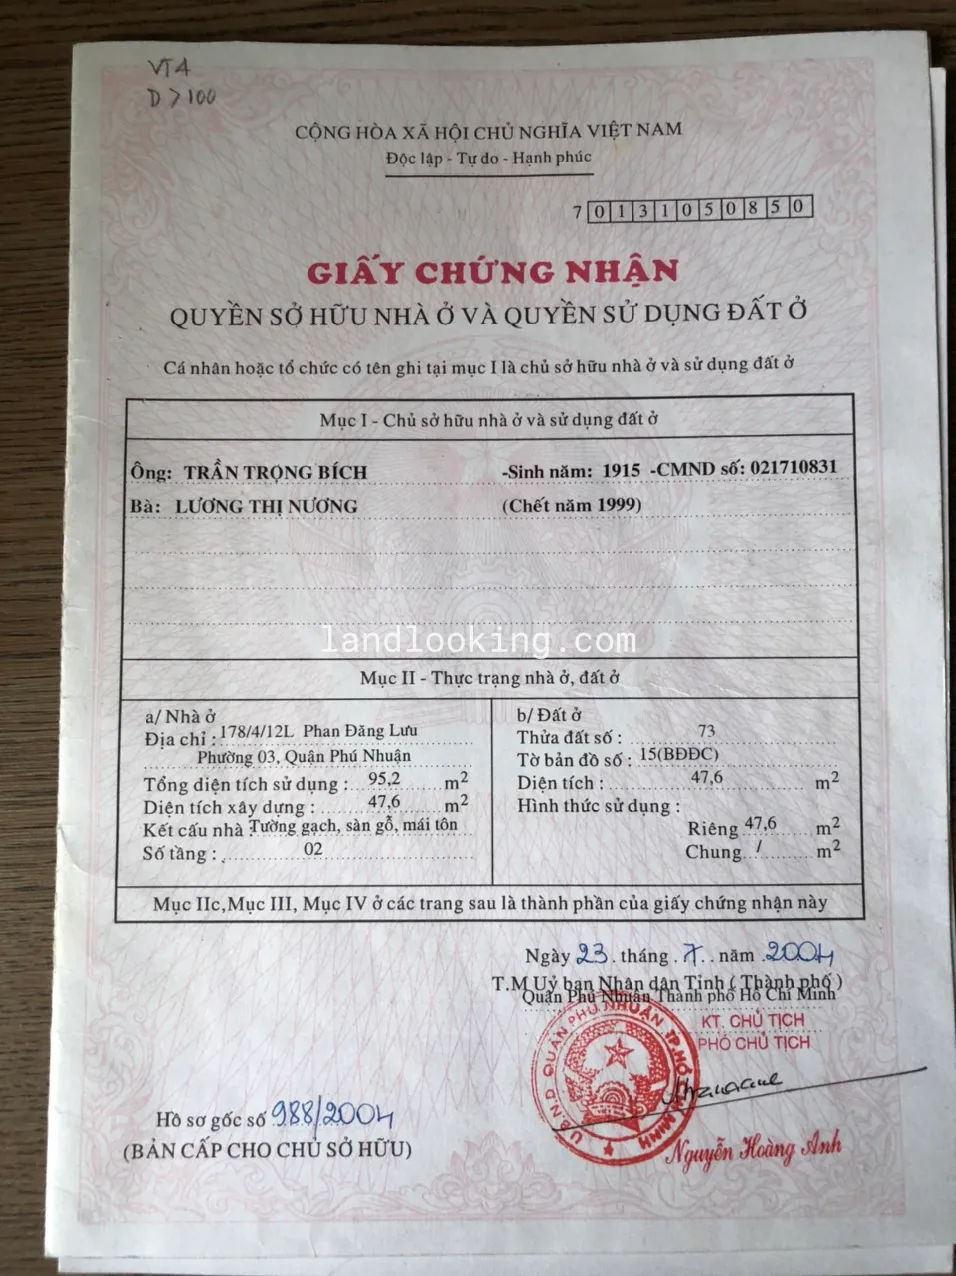 VT4
D > 100
CỘNG HÒA XÃ HỘI CHỦ NGHĨA VIỆT NAM
Độc lập - Tự do - Hạnh phúc
7 0131050850
GIẤY CHỨNG NHẬN
QUYỀN SỞ HỮU NHÀ Ở VÀ QUYỀN SỬ DỤNG ĐẤT Ở
Cá nhân hoặc tổ chức có tên ghi tại mục I là chủ sở hữu nhà ở và sử dụng đất ở
Mục I - Chủ sở hữu nhà ở và sử dụng đất ở
Ông: TRẦN TRỌNG BÍCH -Sinh năm: 1915 -CMND số: 021710831
Bà: LƯƠNG THỊ NƯƠNG (Chết năm 1999)
landlooking.com
Mục II - Thực trạng nhà ở, đất ở
a/ Nhà ở
Địa chỉ : 178/4/12L Phan Đăng Lưu
Phường 03, Quận Phú Nhuận
Tổng diện tích sử dụng : 95,2 m2
Diện tích xây dựng : 47,6 m2
Kết cấu nhà : Tường gạch, sàn gỗ, mái tôn
Số tầng : 02
b/ Đất ở
Thửa đất số : 73
Tờ bản đồ số : 15(BĐĐC)
Diện tích : 47,6 m2
Hình thức sử dụng :
Riêng 47,6 m2
Chung / m2
Mục IIc,Mục III, Mục IV ở các trang sau là thành phần của giấy chứng nhận này
Ngày 23 tháng 7 năm 2004
T.M Uỷ ban Nhân dân Tỉnh ( Thành phố )
Quận Phú Nhuận Thành phố Hồ Chí Minh
KT. CHỦ TỊCH
PHÓ CHỦ TỊCH
U.B.N.D QUẬN PHÚ NHUẬN TP.HỒ CHÍ MINH
Nguyễn Hoàng Anh
Hồ sơ gốc số 988/2004
(BẢN CẤP CHO CHỦ SỞ HỮU)